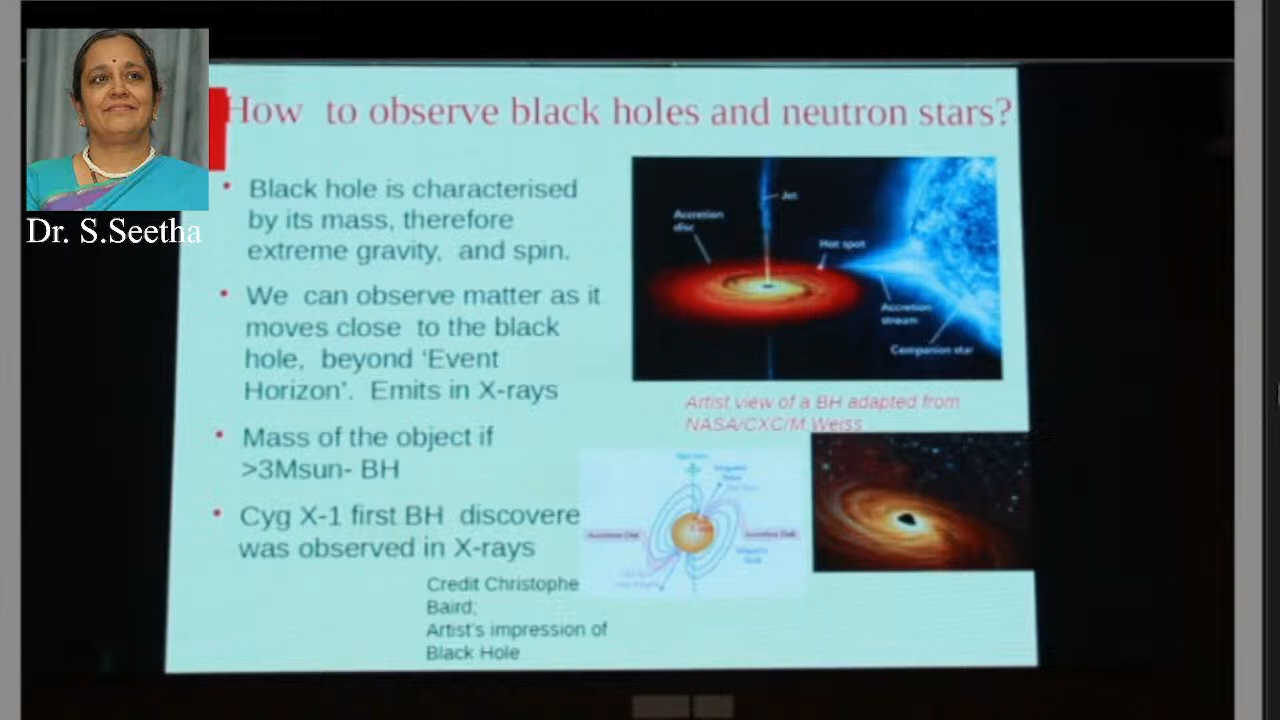 Dr. S.Seetha
How to observe black holes and neutron stars?
• Black hole is characterised
by its mass, therefore
extreme gravity, and spin.
• We can observe matter as it
moves close to the black
hole, beyond ‘Event
Horizon’. Emits in X-rays
• Mass of the object if
>3Msun- BH
• Cyg X-1 first BH discovere
was observed in X-rays
Credit Christophe
Baird;
Artist's impression of
Black Hole
Jet
Accretion
disc
Hot spot
Accretion
stream
Companion star
Artist view of a BH adapted from
NASA/CXC/M Weiss
Accretion Disk
Accretion Disk